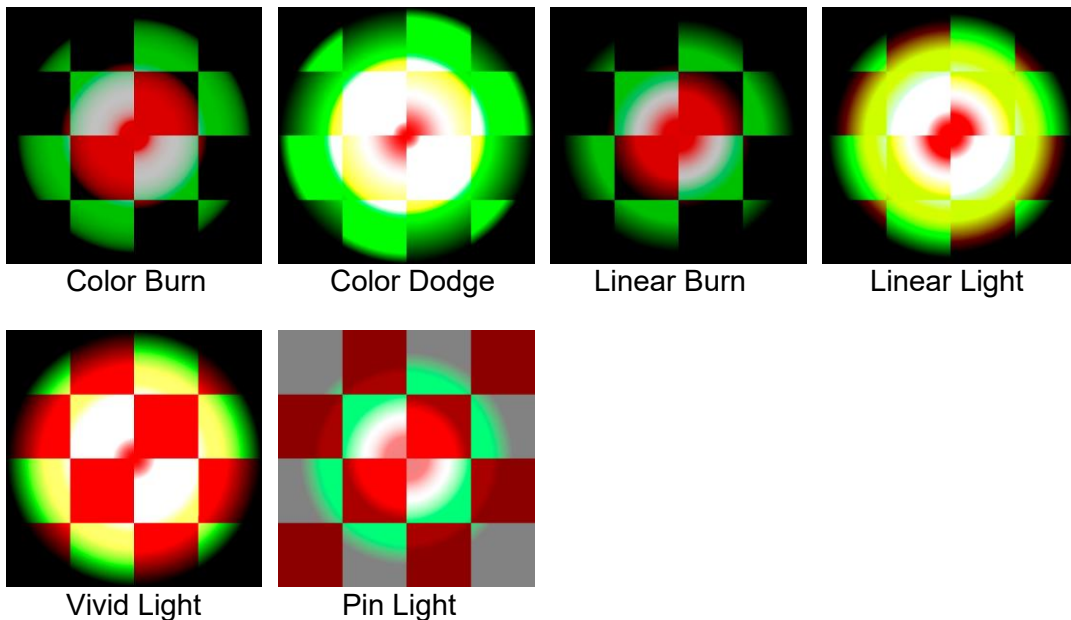 Color Burn
Color Dodge
Linear Burn
Linear Light
Vivid Light
Pin Light